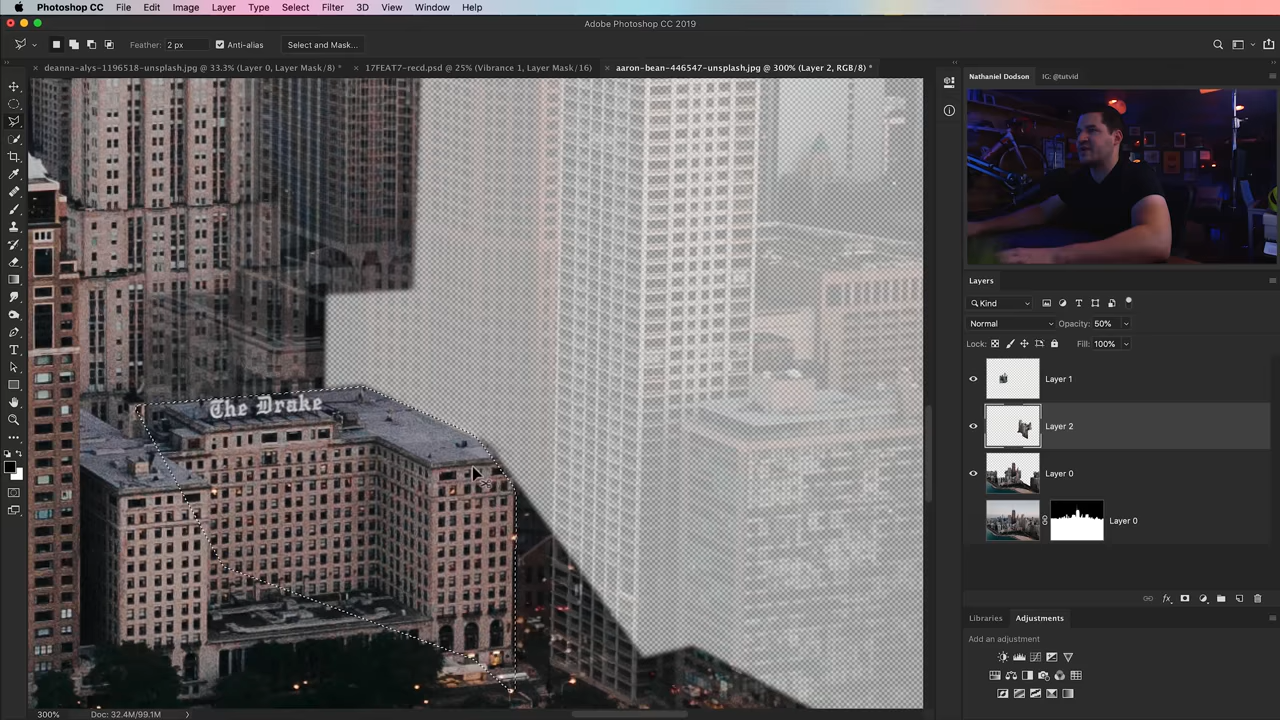 Photoshop CC File Edit Image Layer Type Select Filter 3D View Window Help
Adobe Photoshop CC 2019
Feather: 2 px Anti-alias Select and Mask...
× deanna-alys-1196518-unsplash.jpg @ 33.3% (Layer 0, Layer Mask/8) * × 17FEAT7-recd.psd @ 25% (Vibrance 1, Layer Mask/16) × aaron-bean-446547-unsplash.jpg @ 300% (Layer 2, RGB/8) *
Nathaniel Dodson IG: @tutvid
Layers
Kind
Normal Opacity: 50%
Lock: Fill: 100%
Layer 1
The Drake
Layer 2
Layer 0
Layer 0
fx
Libraries Adjustments
Add an adjustment
300% Doc: 32.4M/99.1M